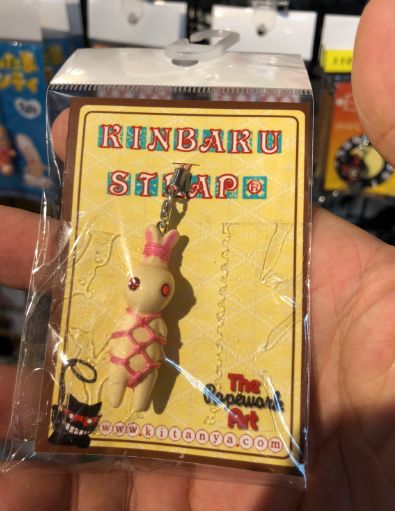 KINBAKU
STRAP®
The
Ropework
Art
www.kitanya.com